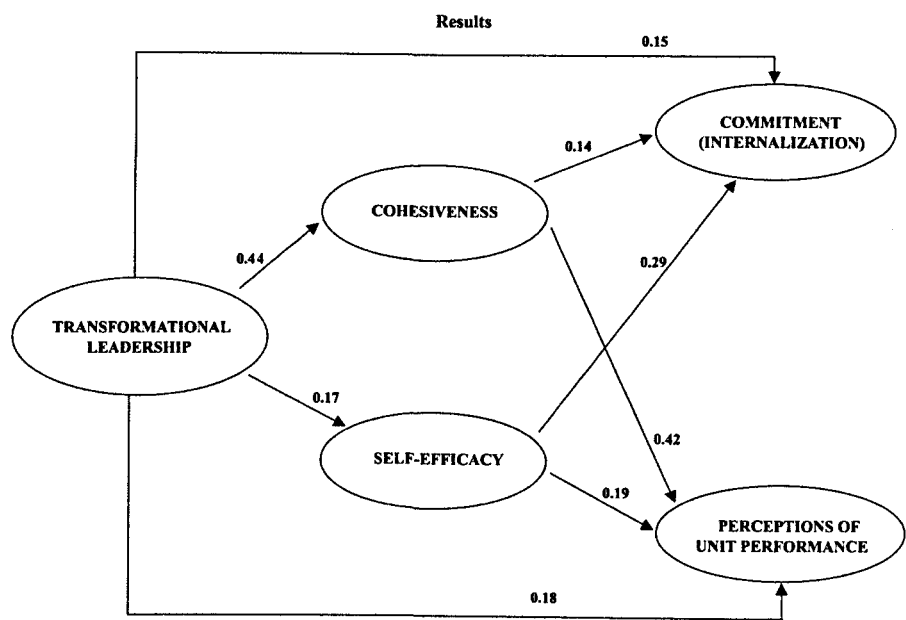 Results
0.15
COMMITMENT
(INTERNALIZATION)
0.14
COHESIVENESS
0.44
0.29
TRANSFORMATIONAL
LEADERSHIP
0.17
0.42
SELF-EFFICACY
0.19
PERCEPTIONS OF
UNIT PERFORMANCE
0.18